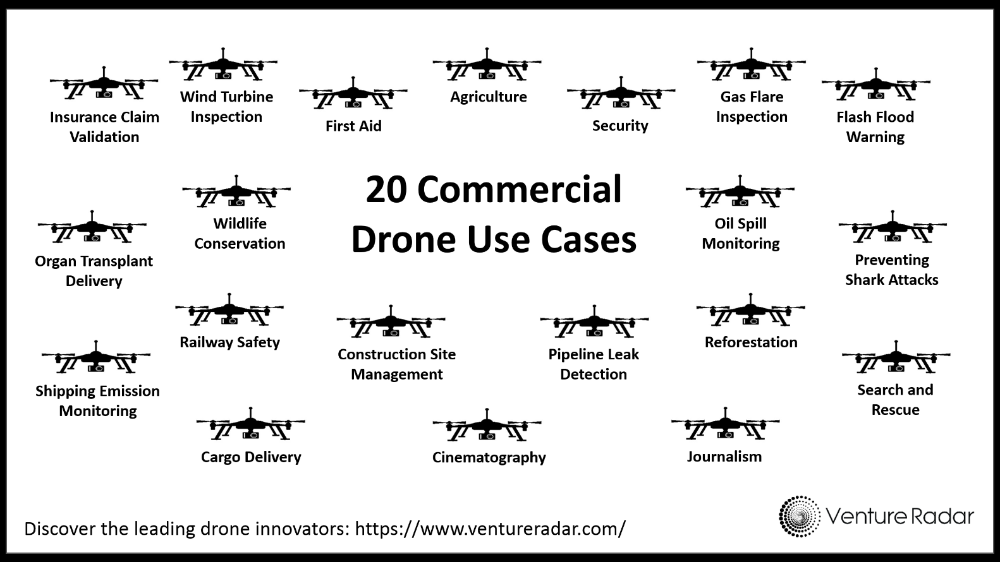 Insurance Claim
Validation
Wind Turbine
Inspection
First Aid
Agriculture
Security
Gas Flare
Inspection
Flash Flood
Warning
20 Commercial
Drone Use Cases
Organ Transplant
Delivery
Wildlife
Conservation
Oil Spill
Monitoring
Preventing
Shark Attacks
Shipping Emission
Monitoring
Railway Safety
Construction Site
Management
Pipeline Leak
Detection
Reforestation
Search and
Rescue
Cargo Delivery
Cinematography
Journalism
Discover the leading drone innovators: https://www.ventureradar.com/
Venture Radar